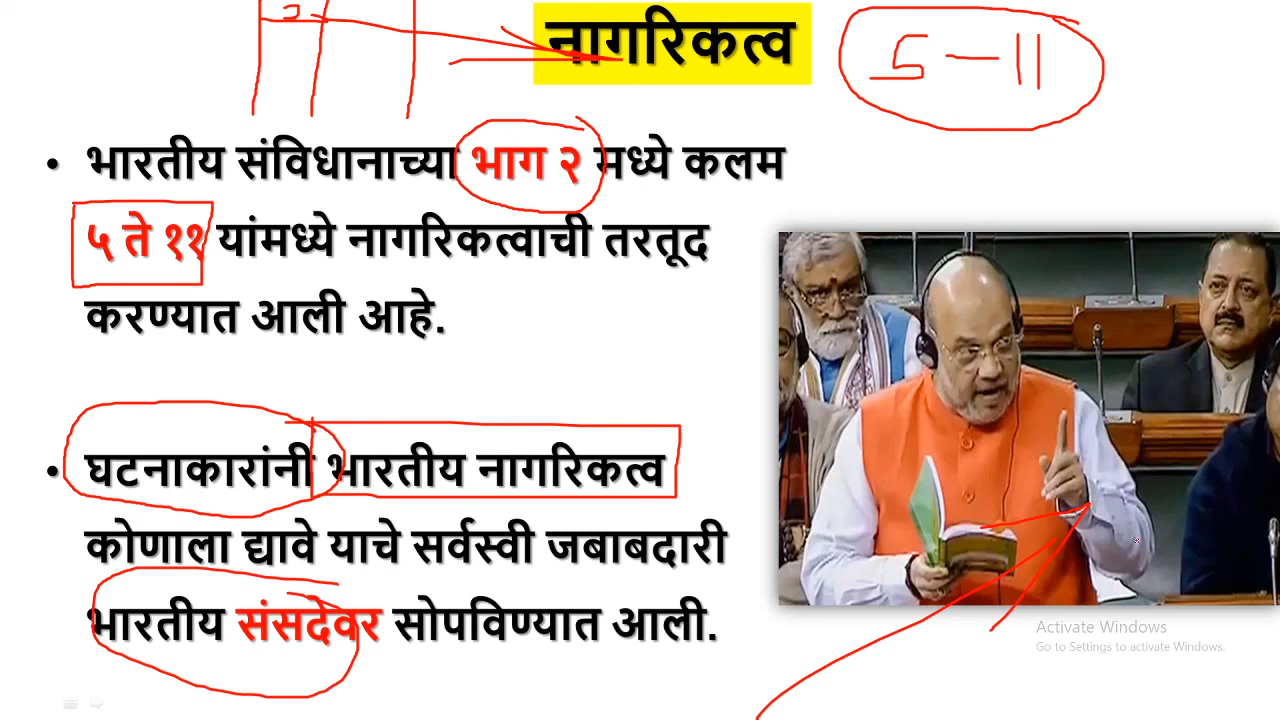 नागरिकत्व
5 - 11
• भारतीय संविधानाच्या भाग २ मध्ये कलम
५ ते ११ यांमध्ये नागरिकत्वाची तरतूद
करण्यात आली आहे.
• घटनाकारांनी भारतीय नागरिकत्व
कोणाला द्यावे याचे सर्वस्वी जबाबदारी
भारतीय संसदेवर सोपविण्यात आली.
Activate Windows
Go to Settings to activate Windows.